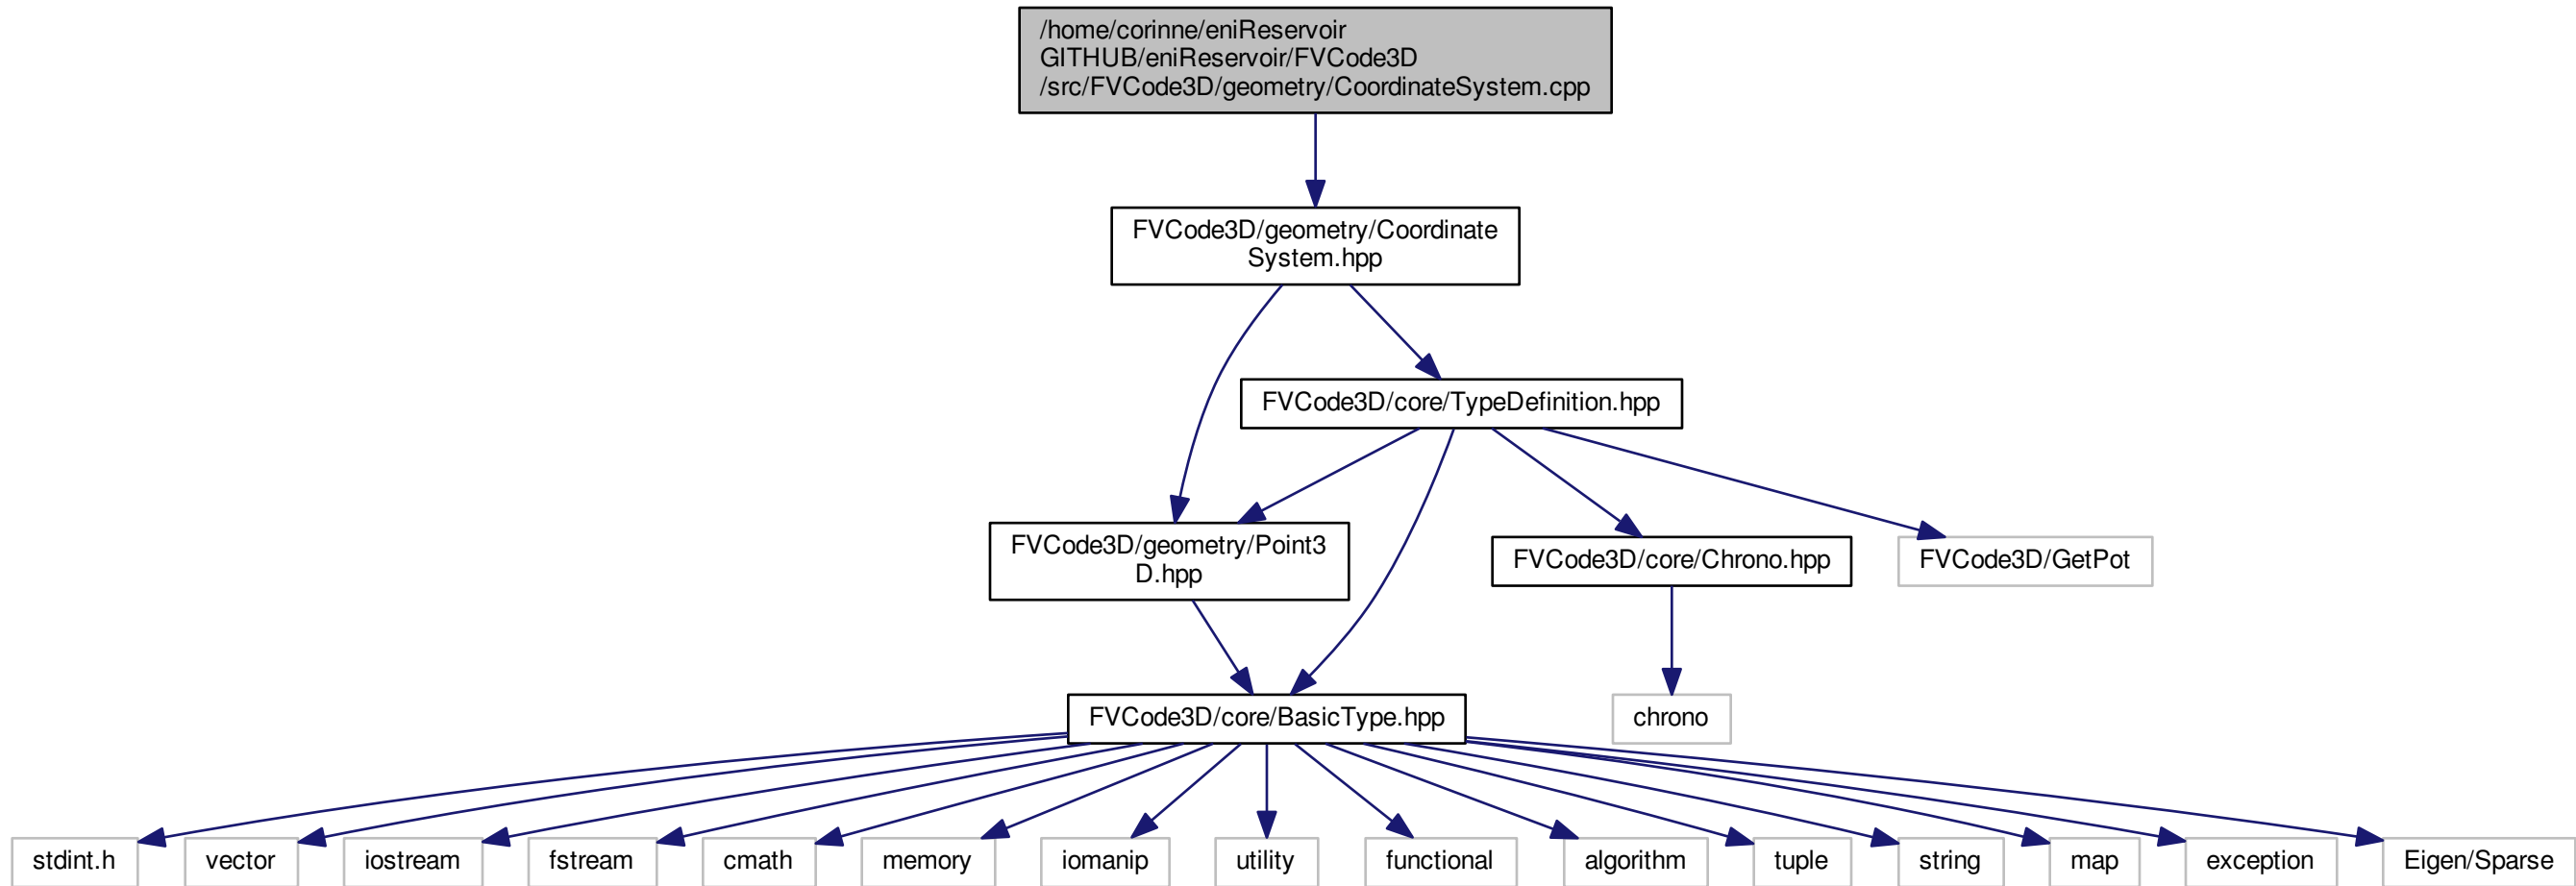 /home/corinne/eniReservoir
GITHUB/eniReservoir/FVCode3D
/src/FVCode3D/geometry/CoordinateSystem.cpp
FVCode3D/geometry/Coordinate
System.hpp
FVCode3D/core/TypeDefinition.hpp
FVCode3D/geometry/Point3
D.hpp
FVCode3D/core/Chrono.hpp
FVCode3D/GetPot
FVCode3D/core/BasicType.hpp
chrono
stdint.h
vector
iostream
fstream
cmath
memory
iomanip
utility
functional
algorithm
tuple
string
map
exception
Eigen/Sparse